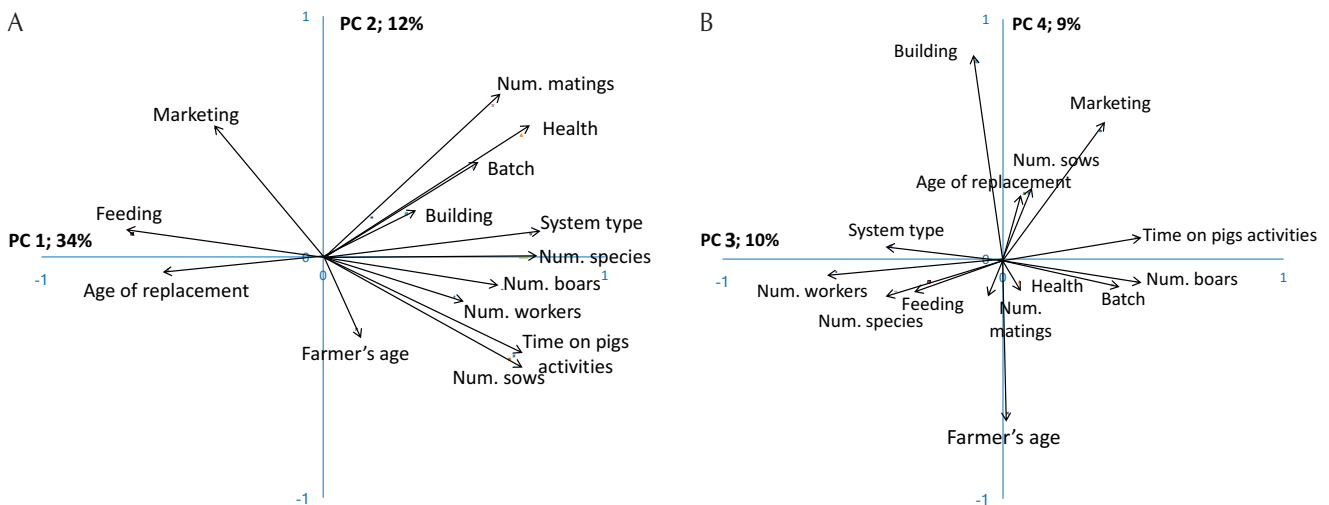 A
1
PC 2; 12%
Num. matings
Marketing
Health
Batch
Feeding
Building
System type
PC 1; 34%
0
Num. species
-1
0
1
Age of replacement
Num. boars
Num. workers
Farmer’s age
Time on pigs
activities
Num. sows
-1
B
1
PC 4; 9%
Building
Marketing
Num. sows
Age of replacement
System type
Time on pigs activities
PC 3; 10%
0
-1
0
1
Num. workers
Feeding
Health
Num. boars
Batch
Num. species
Num.
matings
Farmer’s age
-1